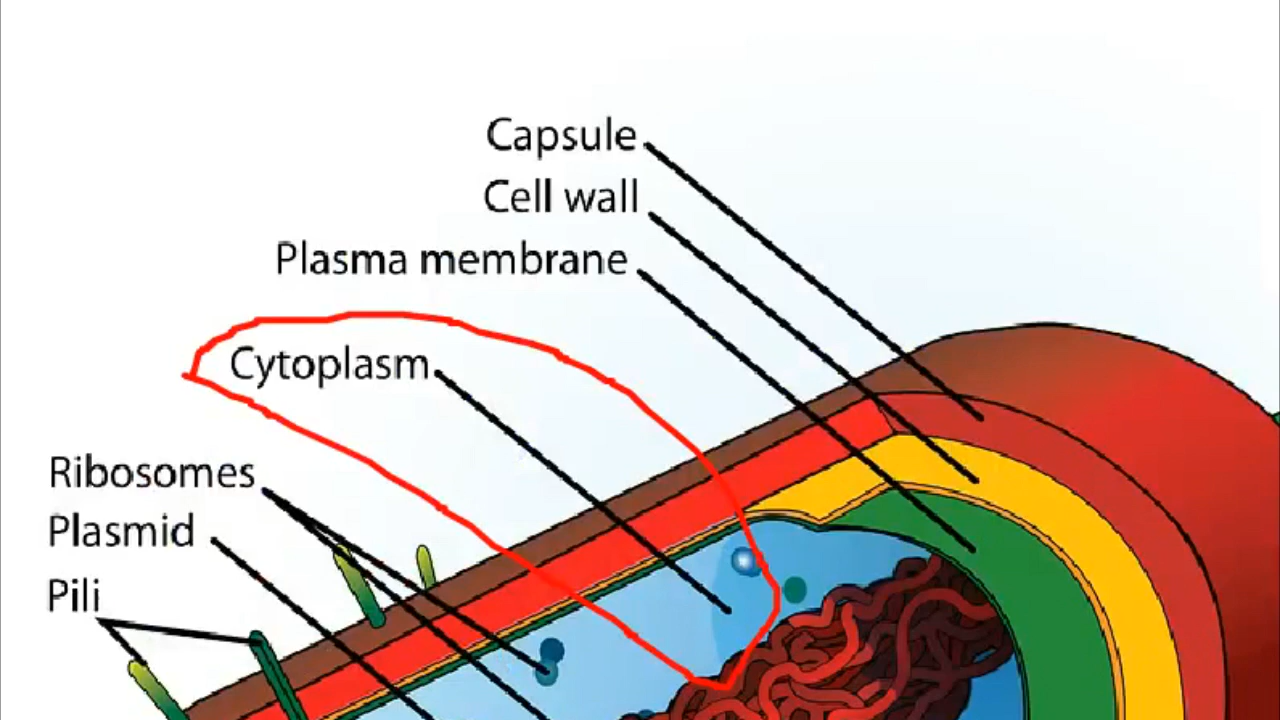 Capsule
Cell wall
Plasma membrane
Cytoplasm
Ribosomes
Plasmid
Pili